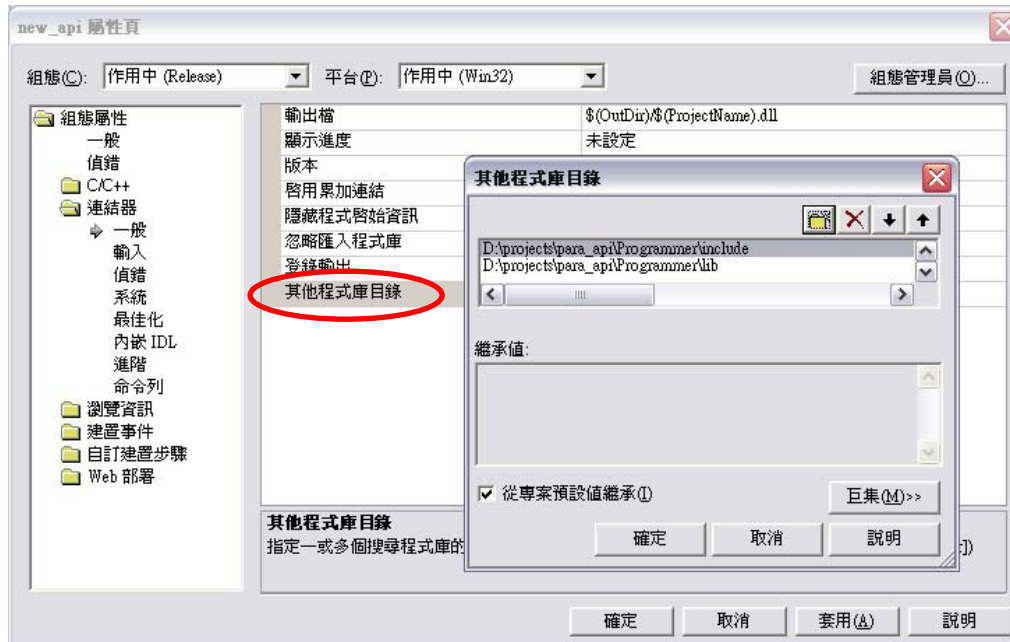 new_api 屬性頁
組態(C): 作用中 (Release) 平台(P): 作用中 (Win32) 組態管理員(O)...
組態屬性
一般
偵錯
C/C++
連結器
一般
輸入
偵錯
系統
最佳化
內嵌 IDL
進階
命令列
瀏覽資訊
建置事件
自訂建置步驟
Web 部署
輸出檔 $(OutDir)/$(ProjectName).dll
顯示進度 未設定
版本
啟用累加連結
隱藏程式啟始資訊
忽略匯入程式庫
登錄輸出
其他程式庫目錄
其他程式庫目錄
D:\projects\para_api\Programmer\include
D:\projects\para_api\Programmer\lib
繼承值:
從專案預設值繼承(I)
巨集(M)>>
確定 取消 說明
其他程式庫目錄
指定一或多個搜尋程式庫的
])
確定 取消 套用(A) 說明